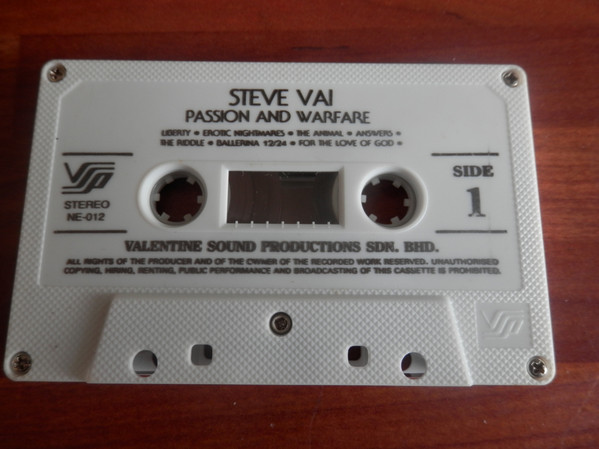 STEVE VAI
PASSION AND WARFARE
LIBERTY * EROTIC NIGHTMARES * THE ANIMAL * ANSWERS *
THE RIDDLE * BALLERINA 12/24 * FOR THE LOVE OF GOD *
VSP
STEREO
NE-012
SIDE
1
VALENTINE SOUND PRODUCTIONS SDN. BHD.
ALL RIGHTS OF THE PRODUCER AND OF THE OWNER OF THE RECORDED WORK RESERVED. UNAUTHORISED
COPYING, HIRING, RENTING, PUBLIC PERFORMANCE AND BROADCASTING OF THIS CASSETTE IS PROHIBITED.
VSP